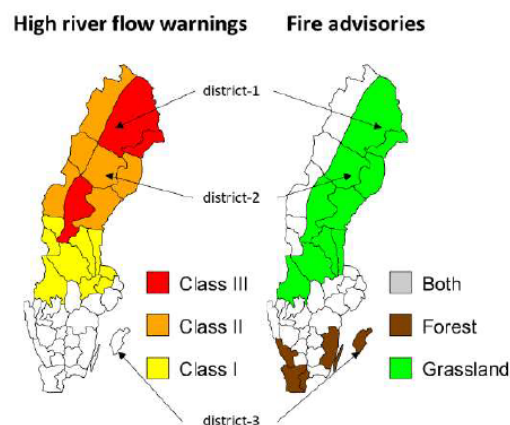 High river flow warnings
Fire advisories
district-1
district-2
Class III
Class II
Class I
Both
Forest
Grassland
district-3